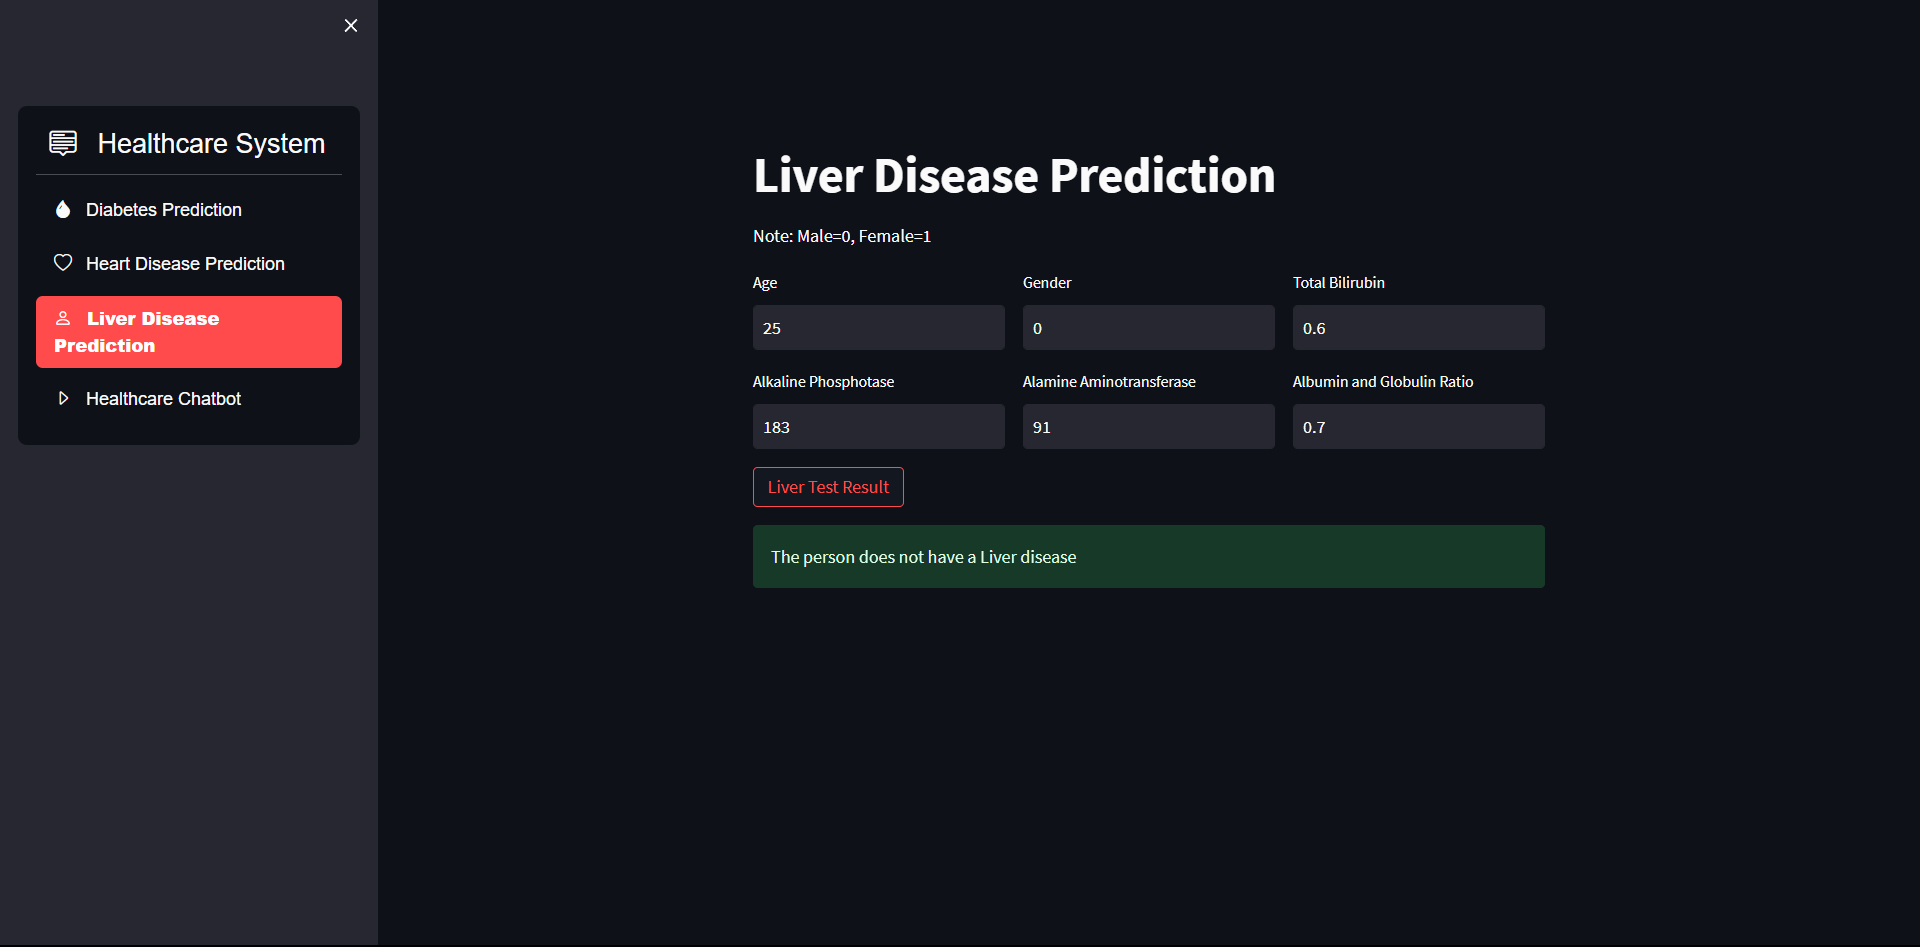 Healthcare System
Diabetes Prediction
Heart Disease Prediction
Liver Disease
Prediction
Healthcare Chatbot
Liver Disease Prediction
Note: Male=0, Female=1
Age
Gender
Total Bilirubin
25
0
0.6
Alkaline Phosphotase
Alamine Aminotransferase
Albumin and Globulin Ratio
183
91
0.7
Liver Test Result
The person does not have a Liver disease